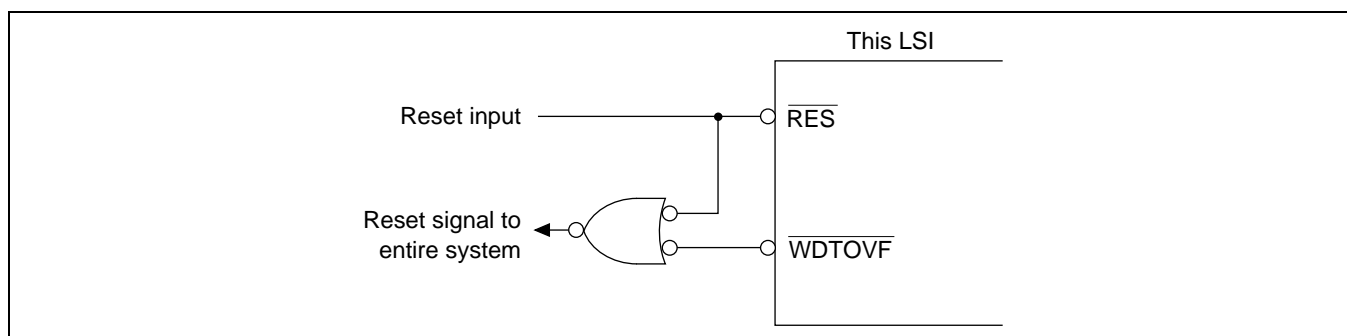 This LSI
Reset input
RES
Reset signal to
entire system
WDTOVF